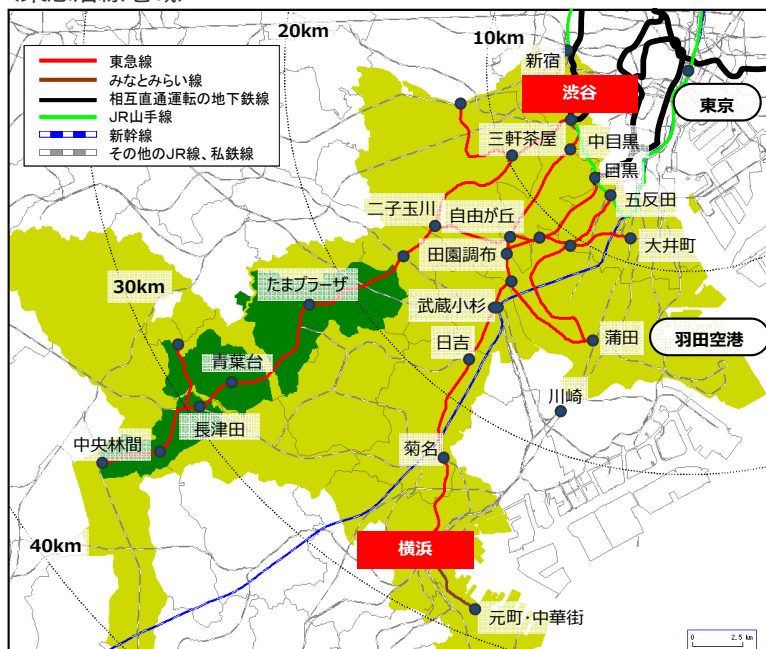 20km
10km
東急線
みなとみらい線
相互直通運転の地下鉄線
JR山手線
新幹線
その他のJR線、私鉄線
新宿
渋谷
東京
三軒茶屋
中目黒
目黒
五反田
二子玉川
自由が丘
大井町
田園調布
たまプラーザ
30km
武蔵小杉
日吉
蒲田
羽田空港
青葉台
川崎
長津田
中央林間
菊名
40km
横浜
元町・中華街
0 2.5 km